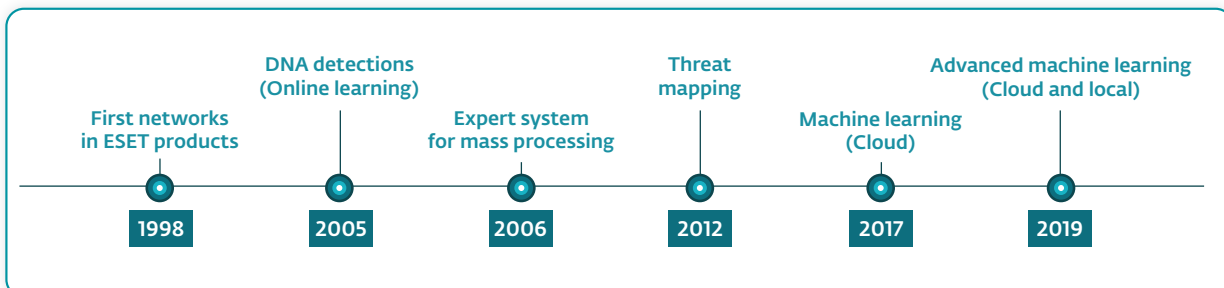 First networks
in ESET products
1998
DNA detections
(Online learning)
2005
Expert system
for mass processing
2006
Threat
mapping
2012
Machine learning
(Cloud)
2017
Advanced machine learning
(Cloud and local)
2019